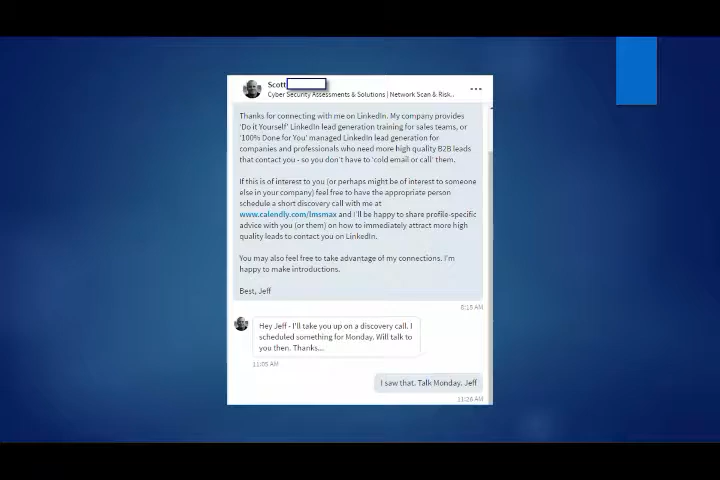 Scott
Cyber Security Assessments & Solutions | Network Scan & Risk..
Thanks for connecting with me on LinkedIn. My company provides
'Do it Yourself' LinkedIn lead generation training for sales teams, or
'100% Done for You' managed LinkedIn lead generation for
companies and professionals who need more high quality B2B leads
that contact you - so you don't have to 'cold email or call' them.
If this is of interest to you (or perhaps might be of interest to someone
else in your company) feel free to have the appropriate person
schedule a short discovery call with me at
www.calendly.com/lmsmax and I'll be happy to share profile-specific
advice with you (or them) on how to immediately attract more high
quality leads to contact you on LinkedIn.
You may also feel free to take advantage of my connections. I'm
happy to make introductions.
Best, Jeff
8:15 AM
Hey Jeff - I'll take you up on a discovery call. I
scheduled something for Monday. Will talk to
you then. Thanks...
11:05 AM
I saw that. Talk Monday. Jeff
11:26 AM